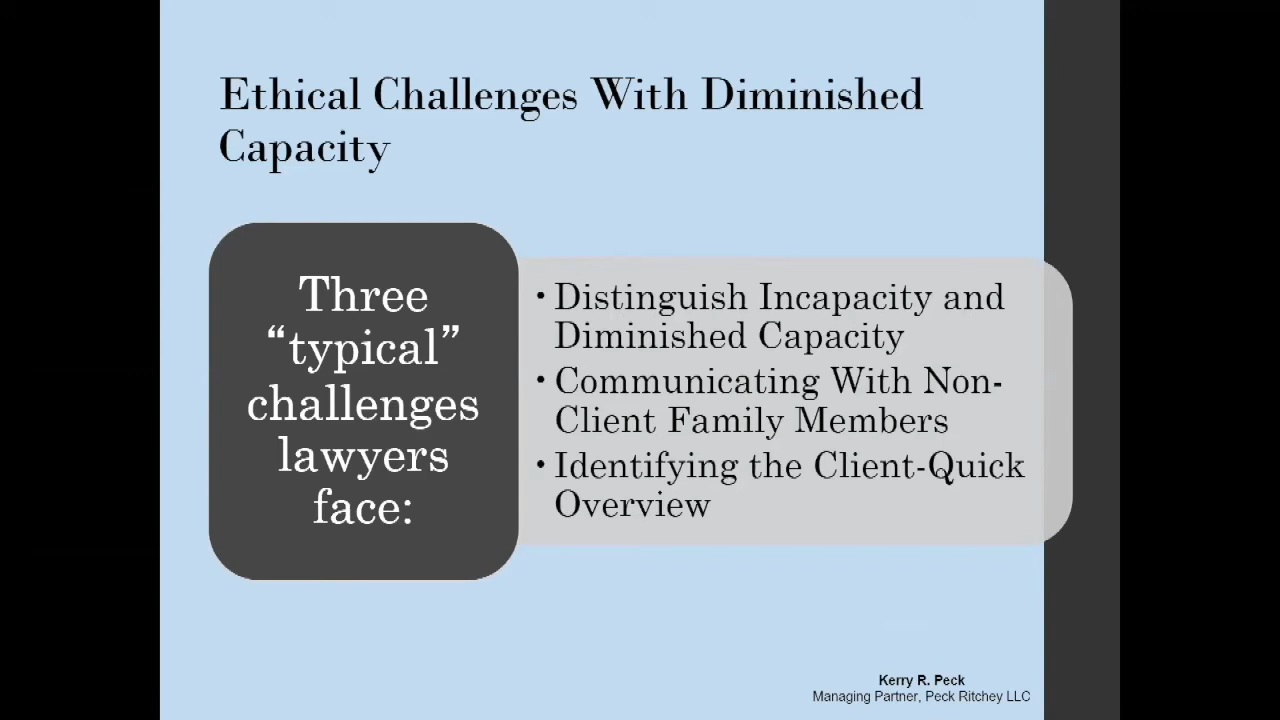 Ethical Challenges With Diminished
Capacity
Three
“typical”
challenges
lawyers
face:
• Distinguish Incapacity and
Diminished Capacity
• Communicating With Non-
Client Family Members
• Identifying the Client-Quick
Overview
Kerry R. Peck
Managing Partner, Peck Ritchey LLC